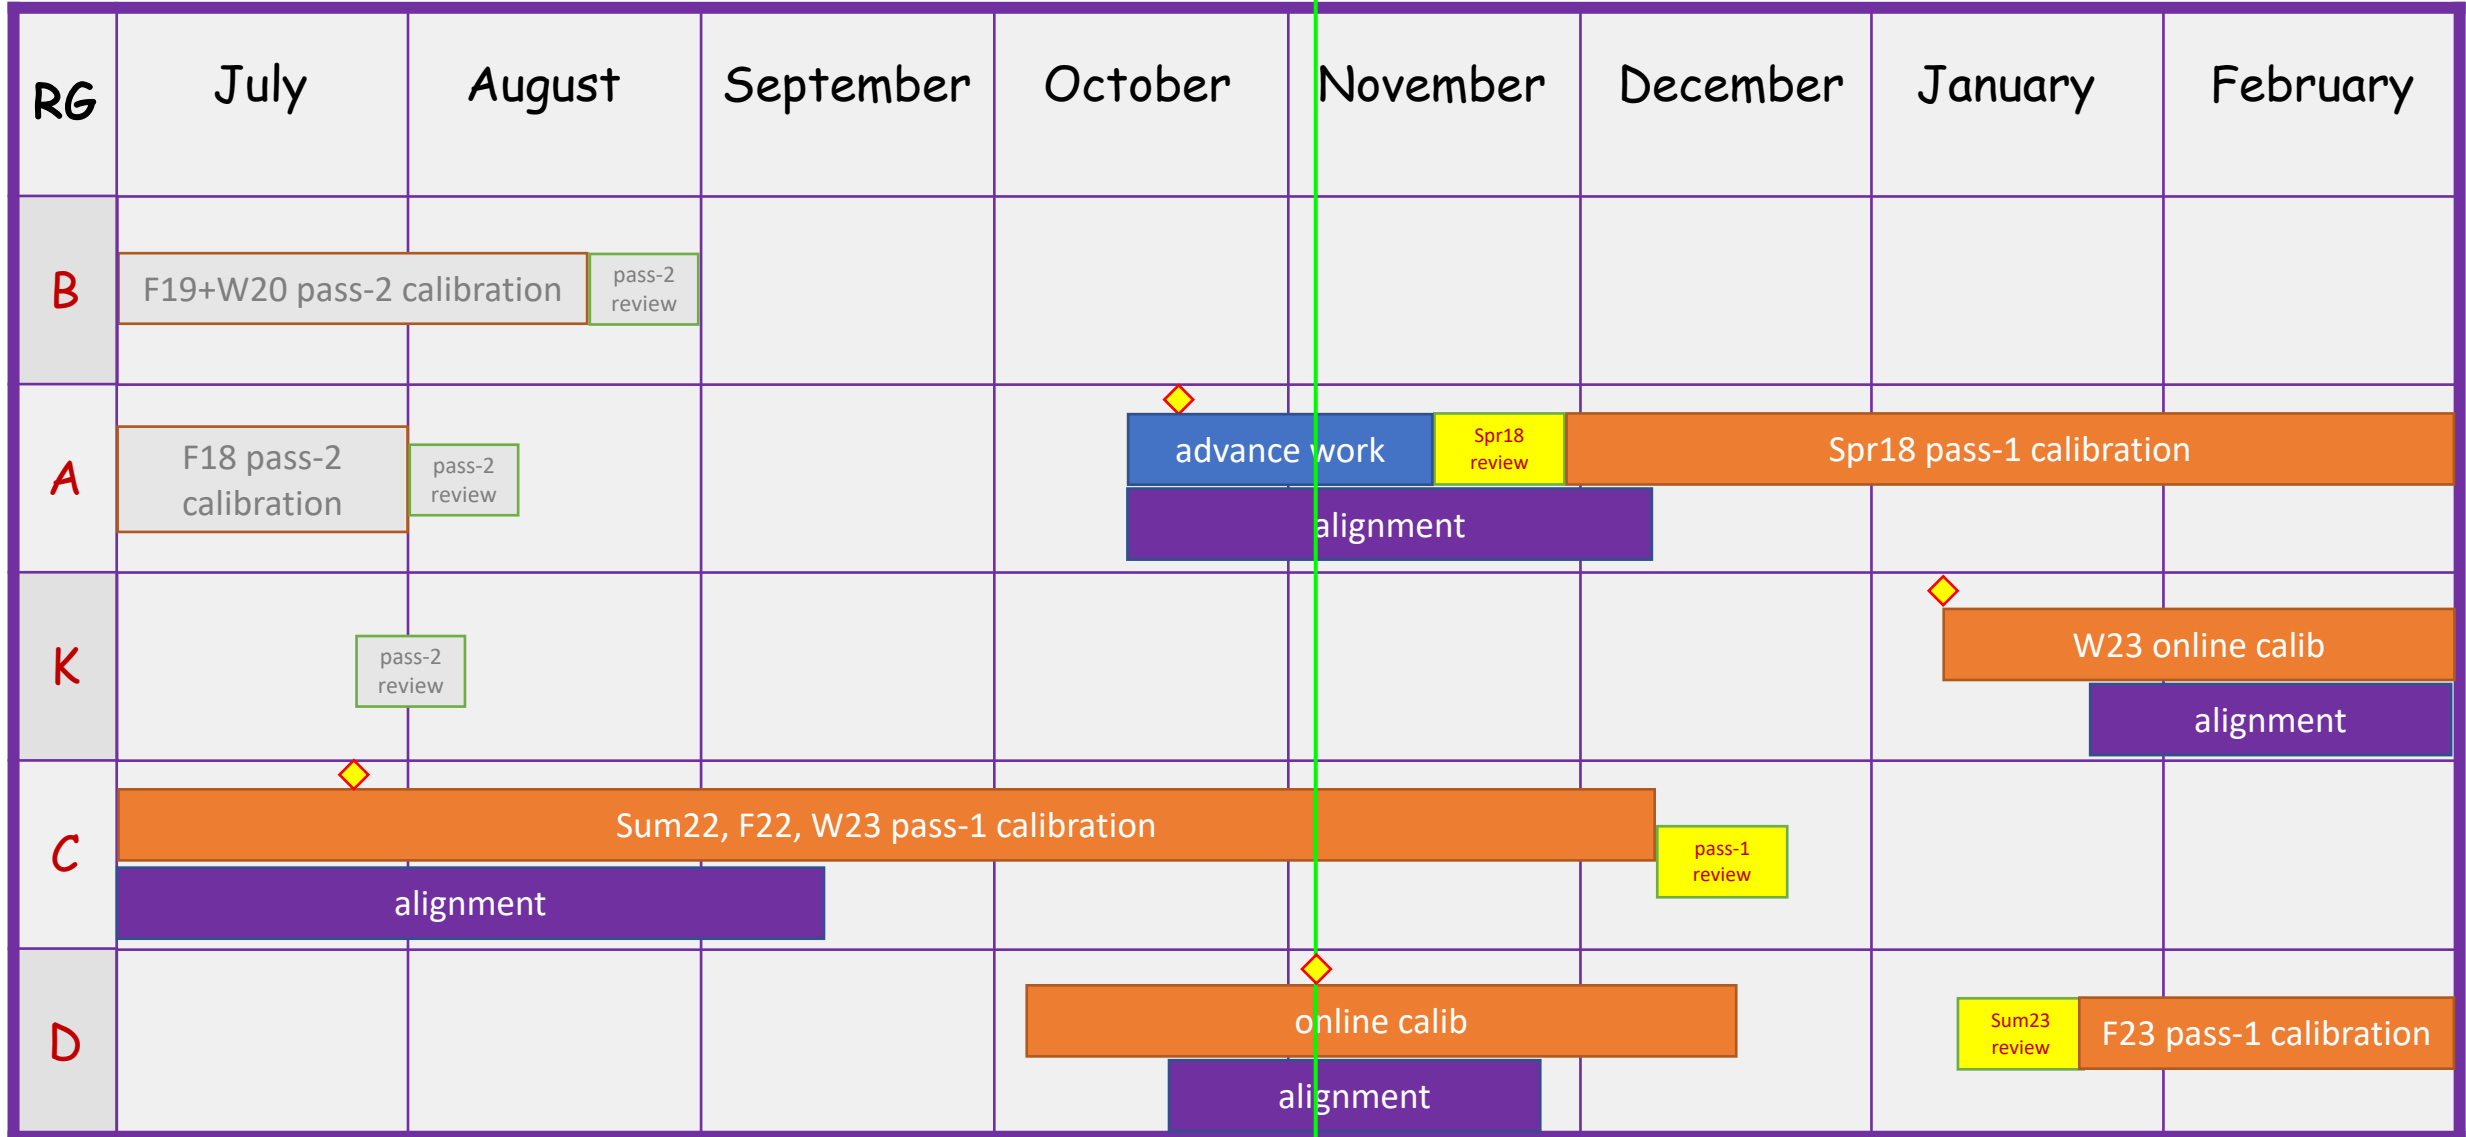 RG
July
August
September
October
November
December
January
February
B
F19+W20 pass-2 calibration
pass-2
review
A
F18 pass-2
calibration
pass-2
review
advance work
Spr18
review
Spr18 pass-1 calibration
alignment
K
pass-2
review
W23 online calib
alignment
C
Sum22, F22, W23 pass-1 calibration
pass-1
review
alignment
D
online calib
Sum23
review
F23 pass-1 calibration
alignment